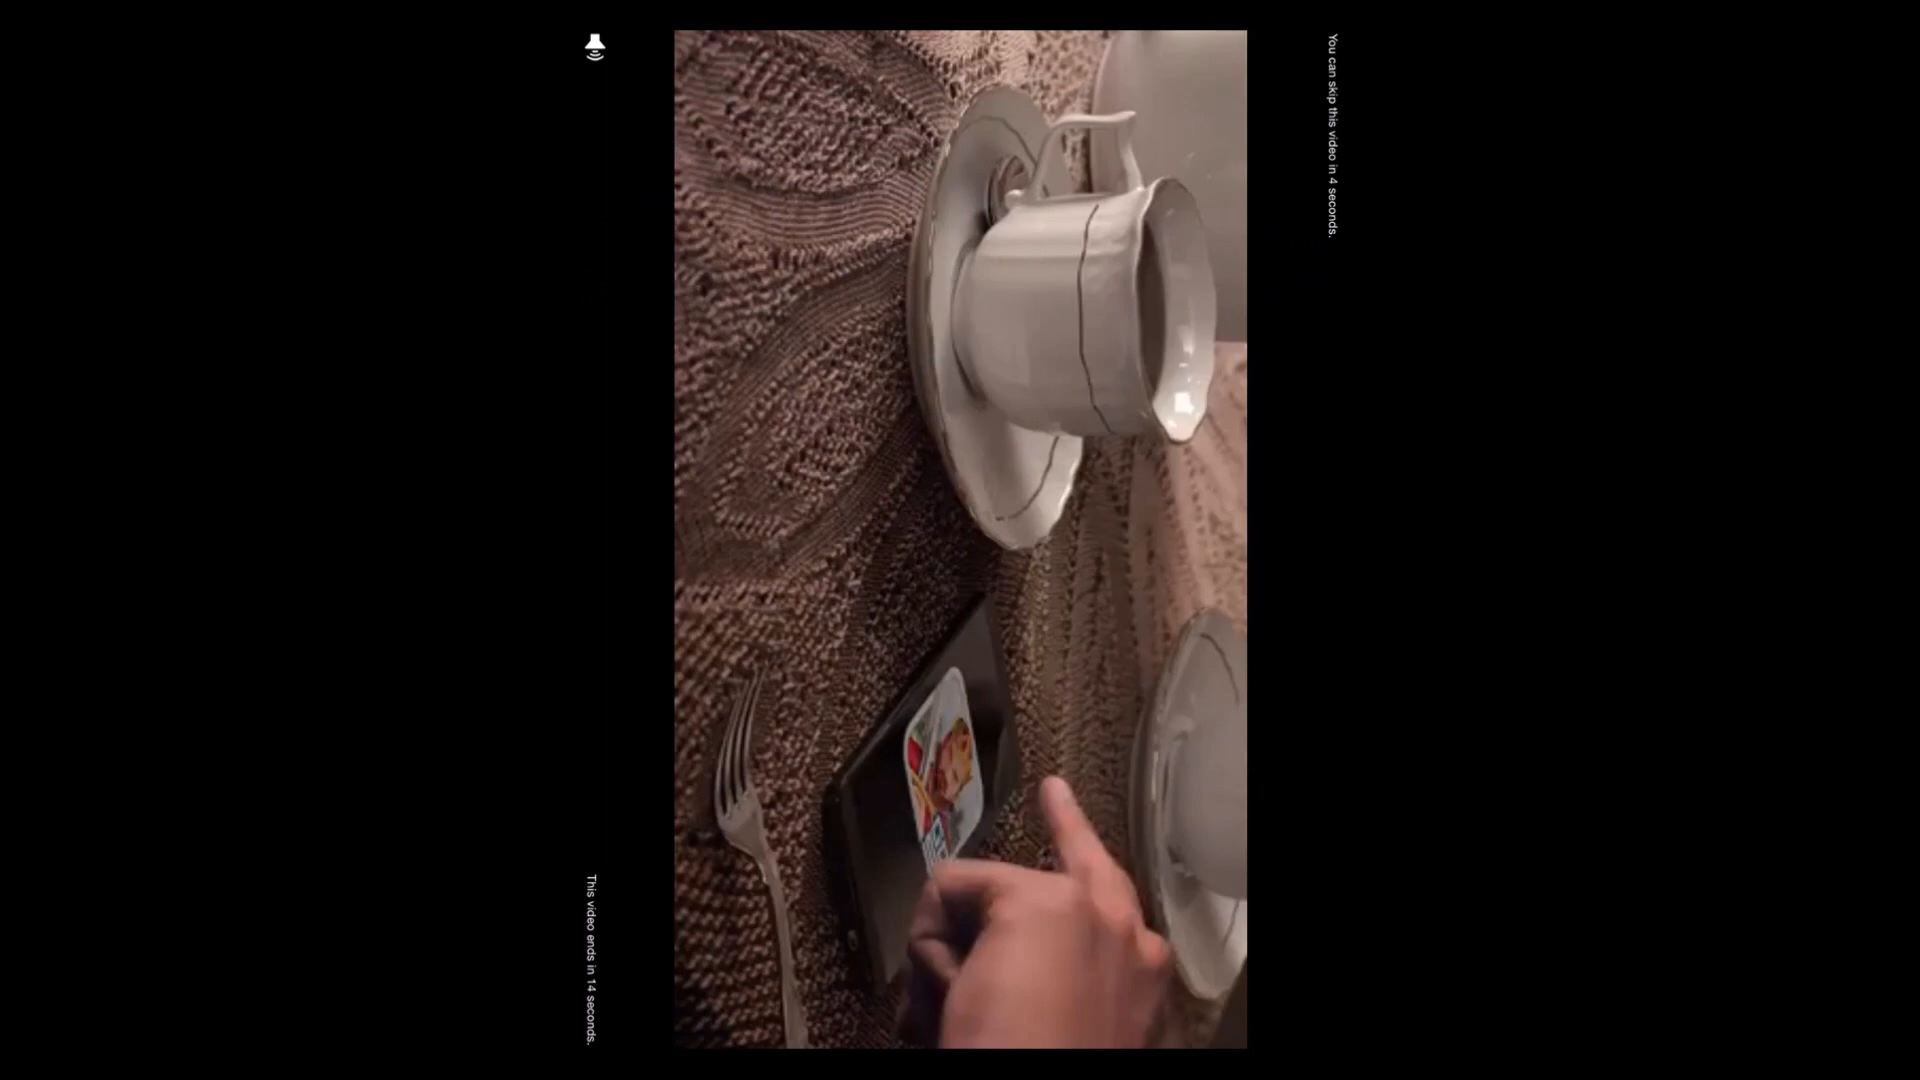 You can skip this video in 4 seconds.
This video ends in 14 seconds.